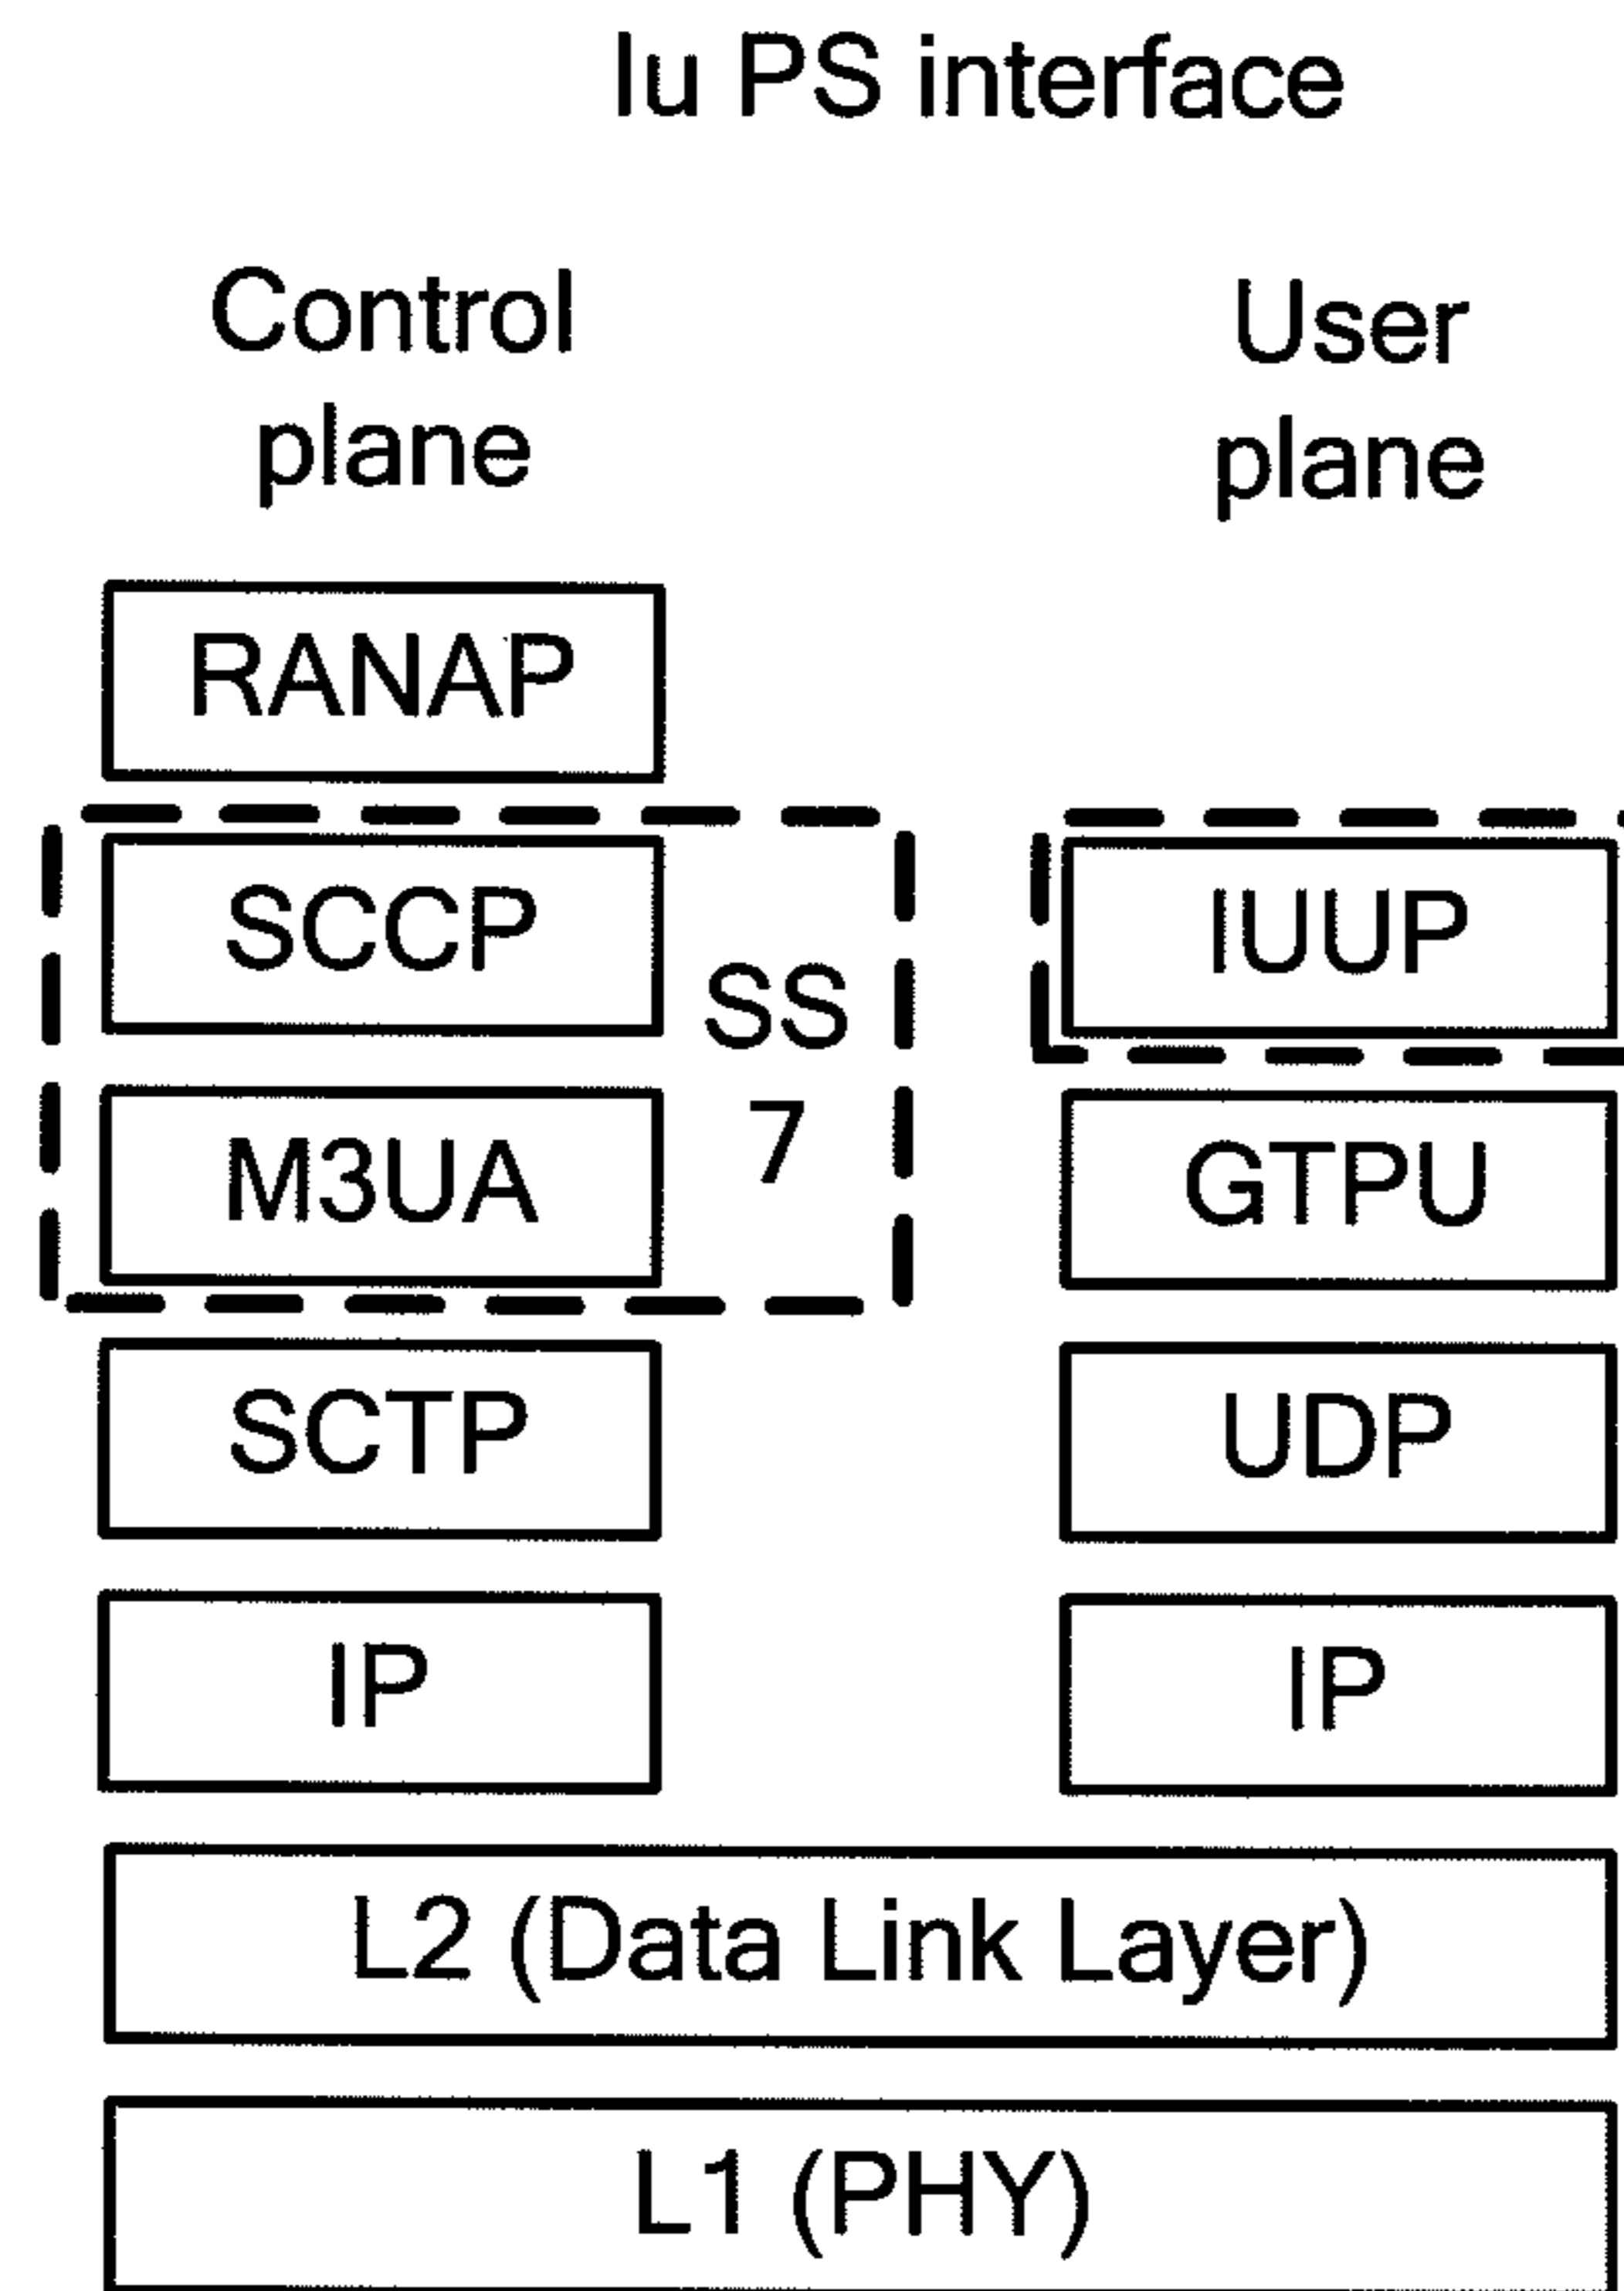 Iu PS interface
Control
plane
User
plane
RANAP
SCCP
IUUP
SS
7
M3UA
GTPU
SCTP
UDP
IP
IP
L2 (Data Link Layer)
L1 (PHY)